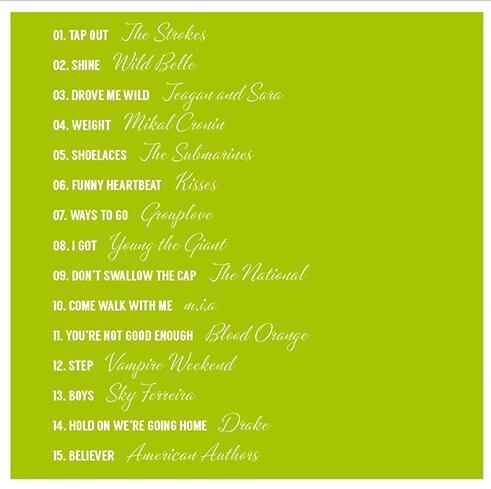 01. TAP OUT The Strokes
02. SHINE Wild Belle
03. DROVE ME WILD Teagan and Sara
04. WEIGHT Mikal Cronin
05. SHOELACES The Submarines
06. FUNNY HEARTBEAT Kisses
07. WAYS TO GO Grouplove
08. I GOT Young the Giant
09. DON'T SWALLOW THE CAP The National
10. COME WALK WITH ME m.i.a
11. YOU'RE NOT GOOD ENOUGH Blood Orange
12. STEP Vampire Weekend
13. BOYS Sky Ferreira
14. HOLD ON WE'RE GOING HOME Drake
15. BELIEVER American Authors